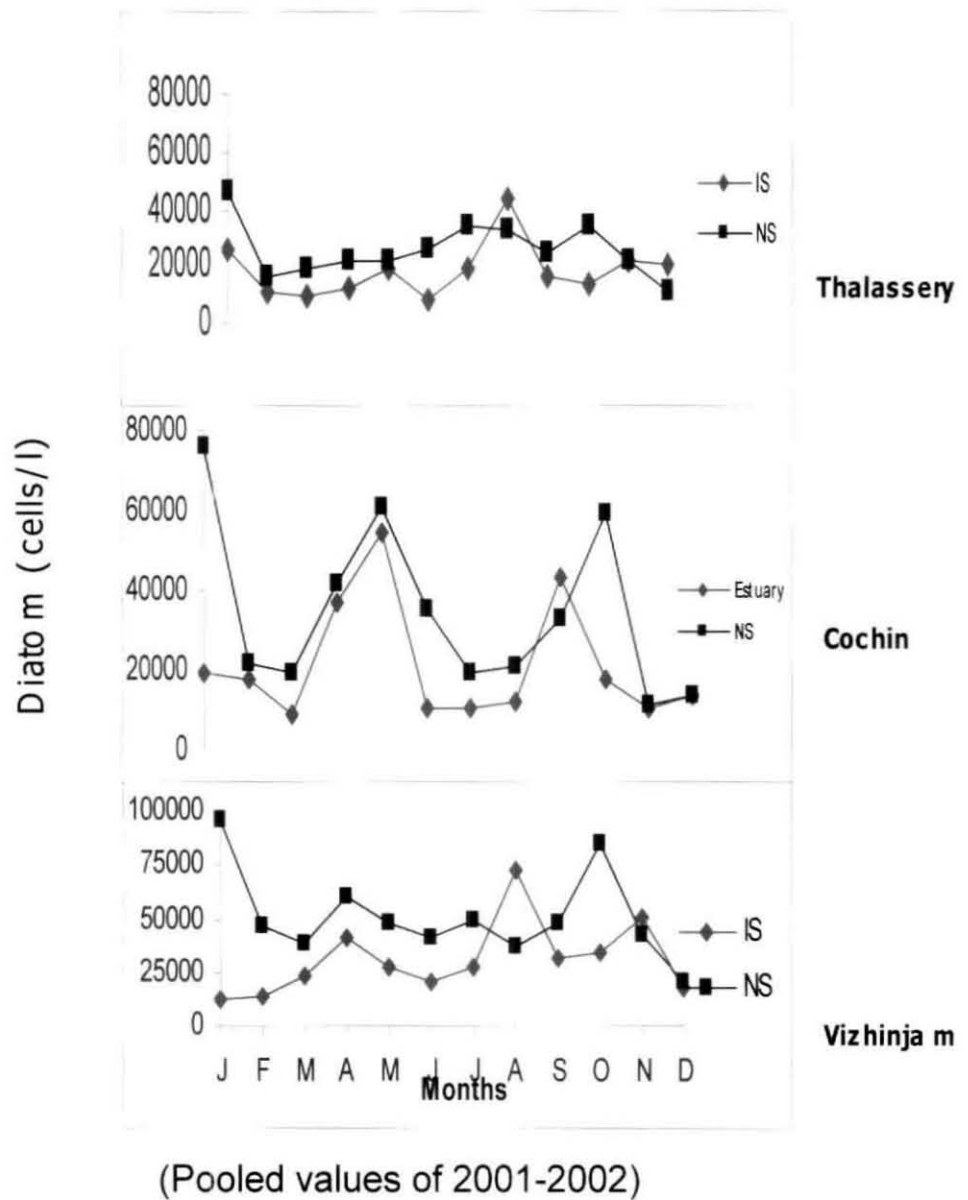 80000
60000
40000
20000
0
IS
NS
Thalassery
80000
60000
40000
20000
0
Estuary
NS
Cochin
Diatom (cells/l)
100000
75000
50000
25000
0
IS
NS
Vizhinjam
J F M A M J J A S O N D
Months
(Pooled values of 2001-2002)